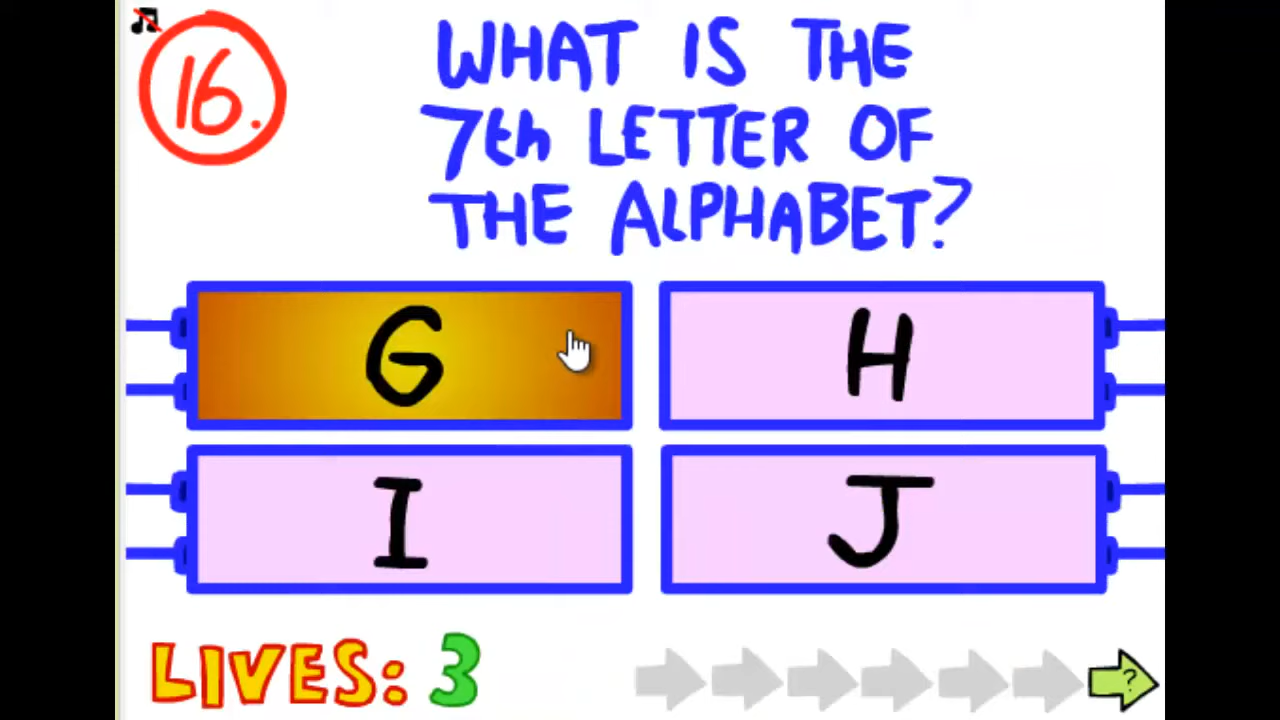 16.
WHAT IS THE
7th LETTER OF
THE ALPHABET?
G
H
I
J
LIVES: 3
?